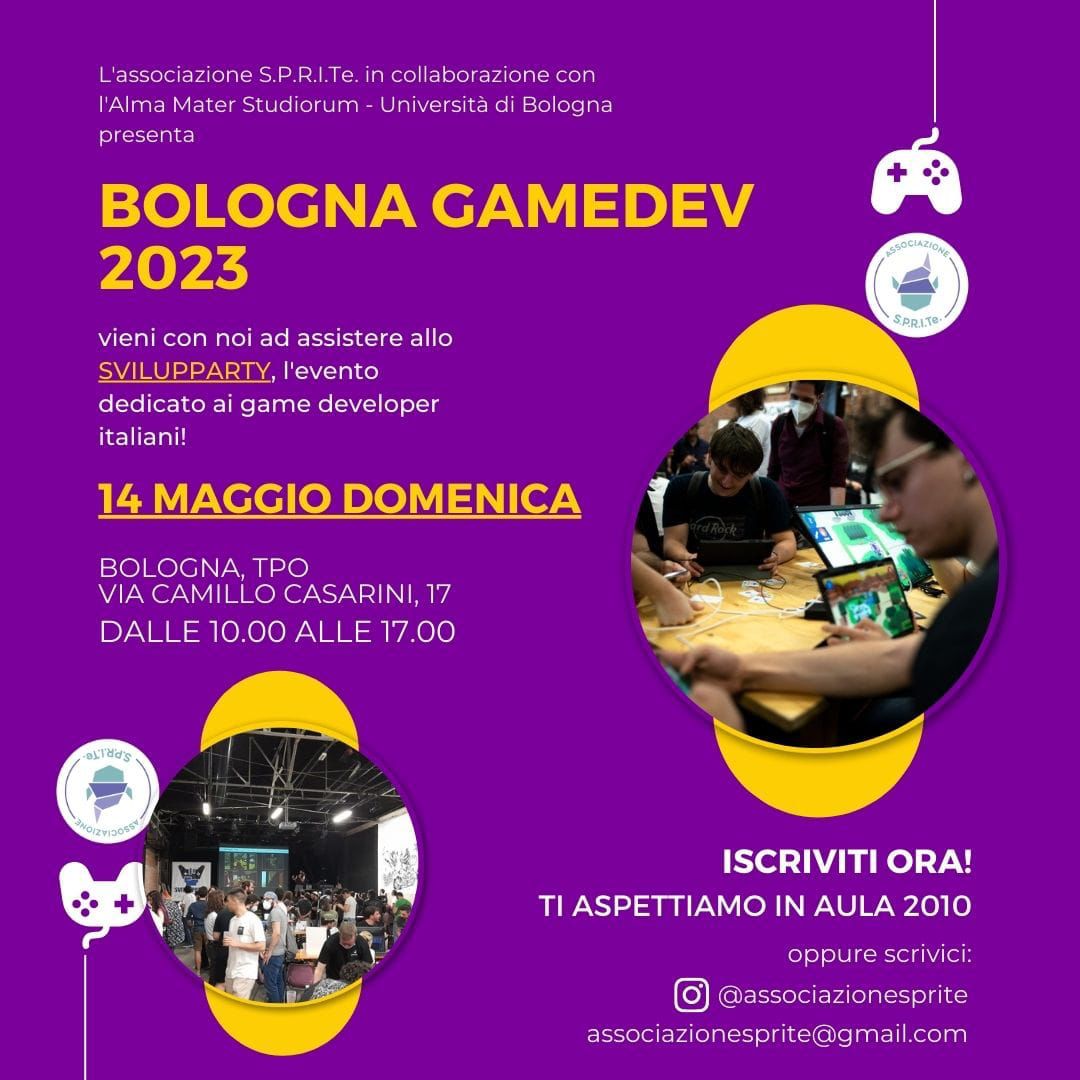 L'associazione S.P.R.I.Te. in collaborazione con
l'Alma Mater Studiorum - Università di Bologna
presenta
BOLOGNA GAMEDEV
2023
ASSOCIAZIONE
S.P.R.I.Te.
vieni con noi ad assistere allo
SVILUPPARTY, l'evento
dedicato ai game developer
italiani!
14 MAGGIO DOMENICA
BOLOGNA, TPO
VIA CAMILLO CASARINI, 17
DALLE 10.00 ALLE 17.00
S.P.R.I.Te.
ASSOCIAZIONE
ISCRIVITI ORA!
TI ASPETTIAMO IN AULA 2010
oppure scrivici:
@associazionesprite
associazionesprite@gmail.com